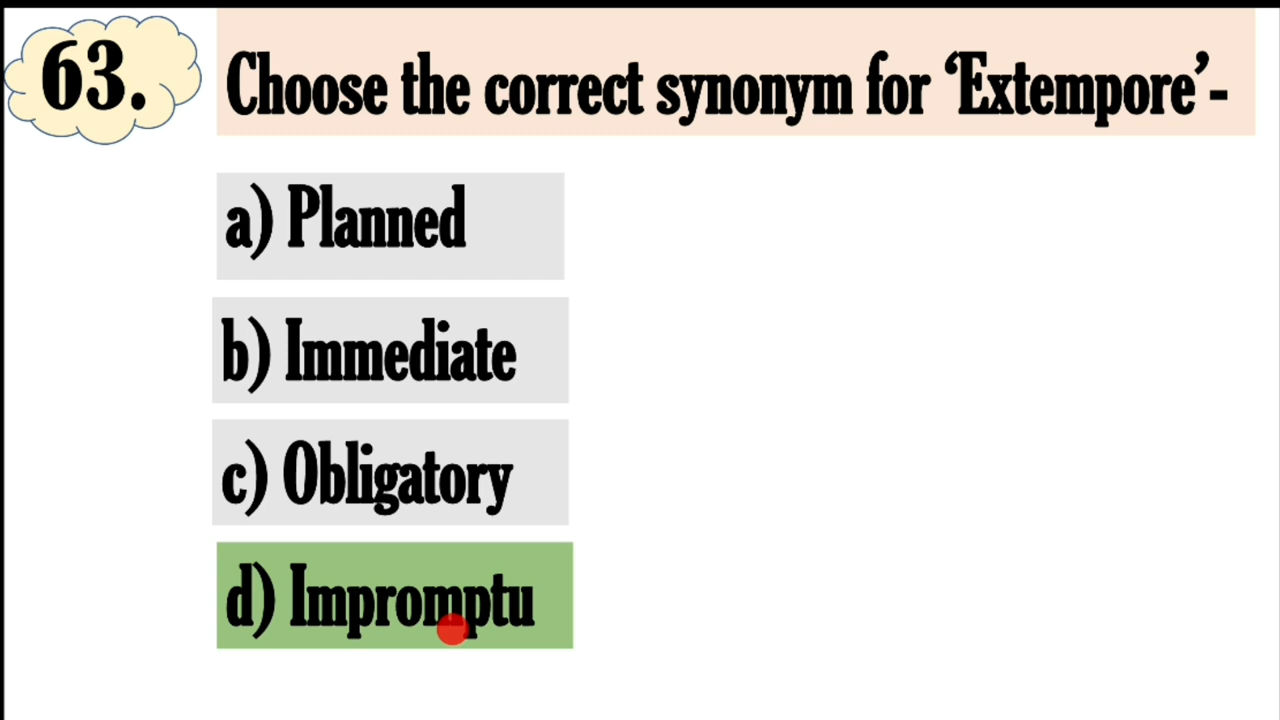 63.
Choose the correct synonym for ‘Extempore’-
a) Planned
b) Immediate
c) Obligatory
d) Impromptu